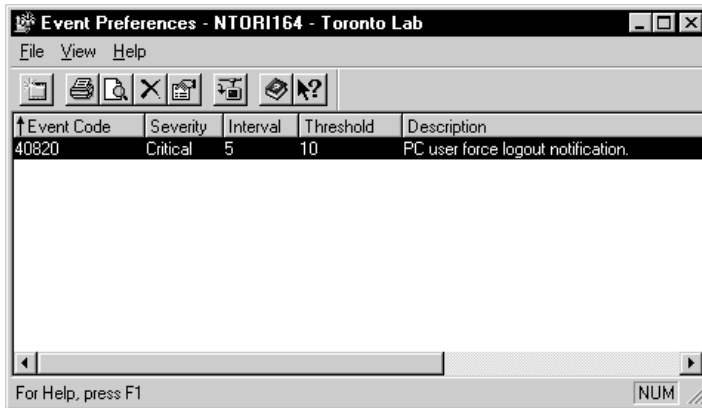 Event Preferences - NTORI164 - Toronto Lab
File View Help
Event Code Severity Interval Threshold Description
40820 Critical 5 10 PC user force logout notification.
For Help, press F1 NUM